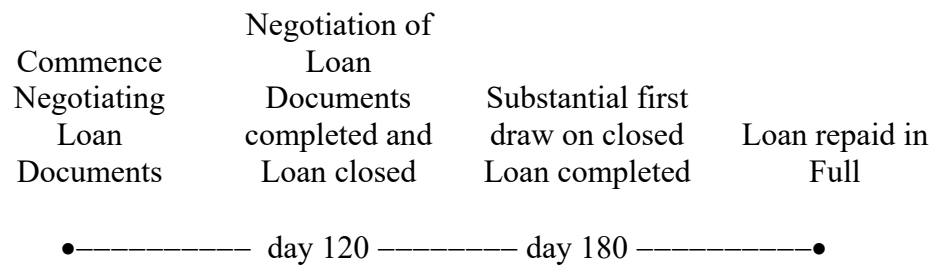 Commence
Negotiating
Loan
Documents
Negotiation of
Loan
Documents
completed and
Loan closed
Substantial first
draw on closed
Loan completed
Loan repaid in
Full
•–––––––––– day 120 –––––––– day 180 ––––––––––•